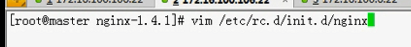 [root@master nginx-1.4.1]# vim /etc/rc.d/init.d/nginx